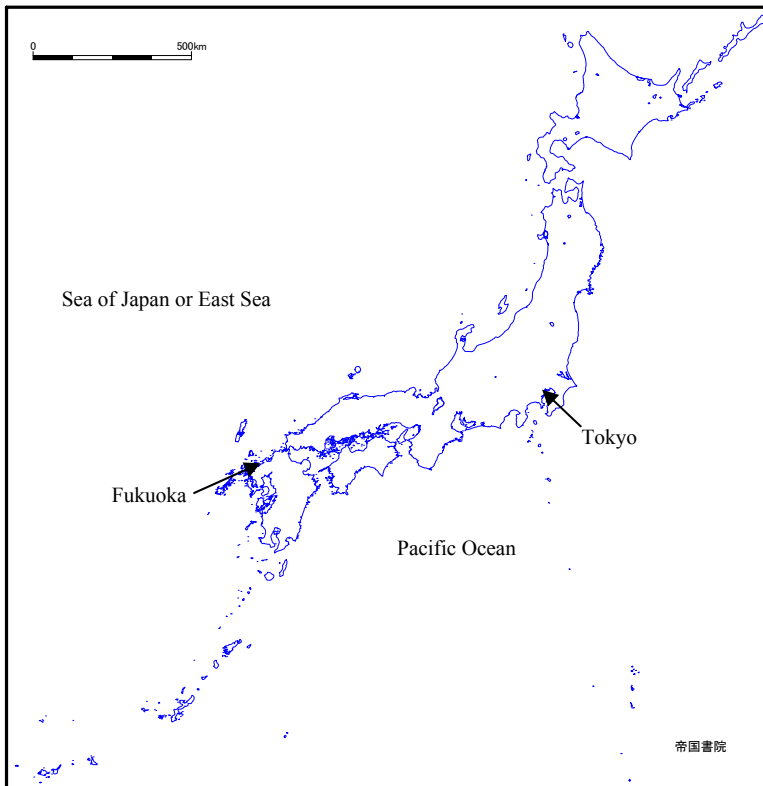 0 500km
Sea of Japan or East Sea
Tokyo
Fukuoka
Pacific Ocean
帝国書院